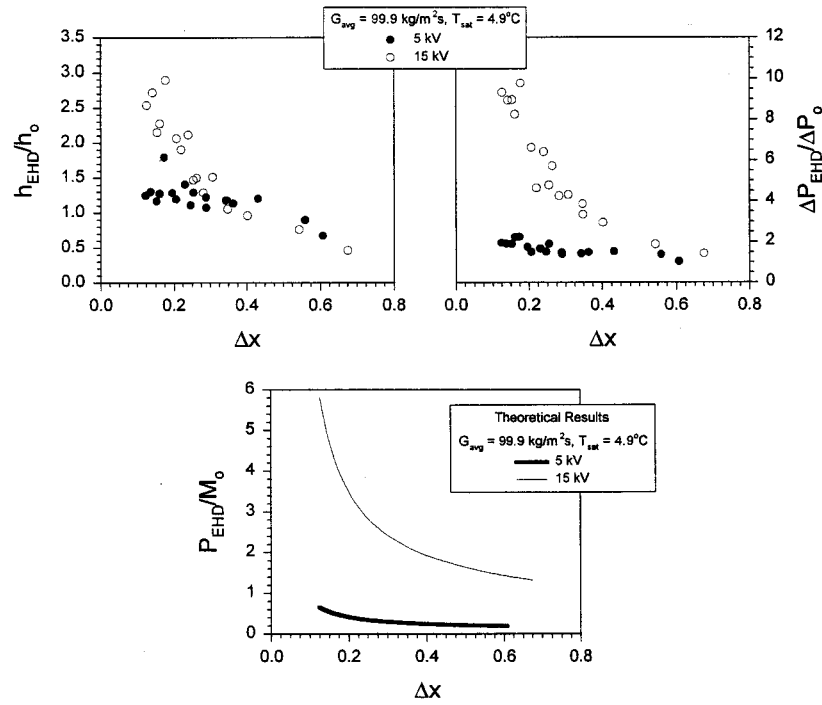 G_avg = 99.9 kg/m²s, T_sat = 4.9°C
5 kV
15 kV
3.5
3.0
2.5
2.0
1.5
1.0
0.5
0.0
h_EHD/h_o
0.0 0.2 0.4 0.6 0.8
Δx
12
10
8
6
4
2
0
ΔP_EHD/ΔP_o
0.0 0.2 0.4 0.6 0.8
Δx
6
5
4
3
2
1
0
P_EHD/M_o
Theoretical Results
G_avg = 99.9 kg/m²s, T_sat = 4.9°C
5 kV
15 kV
0.0 0.2 0.4 0.6 0.8
Δx